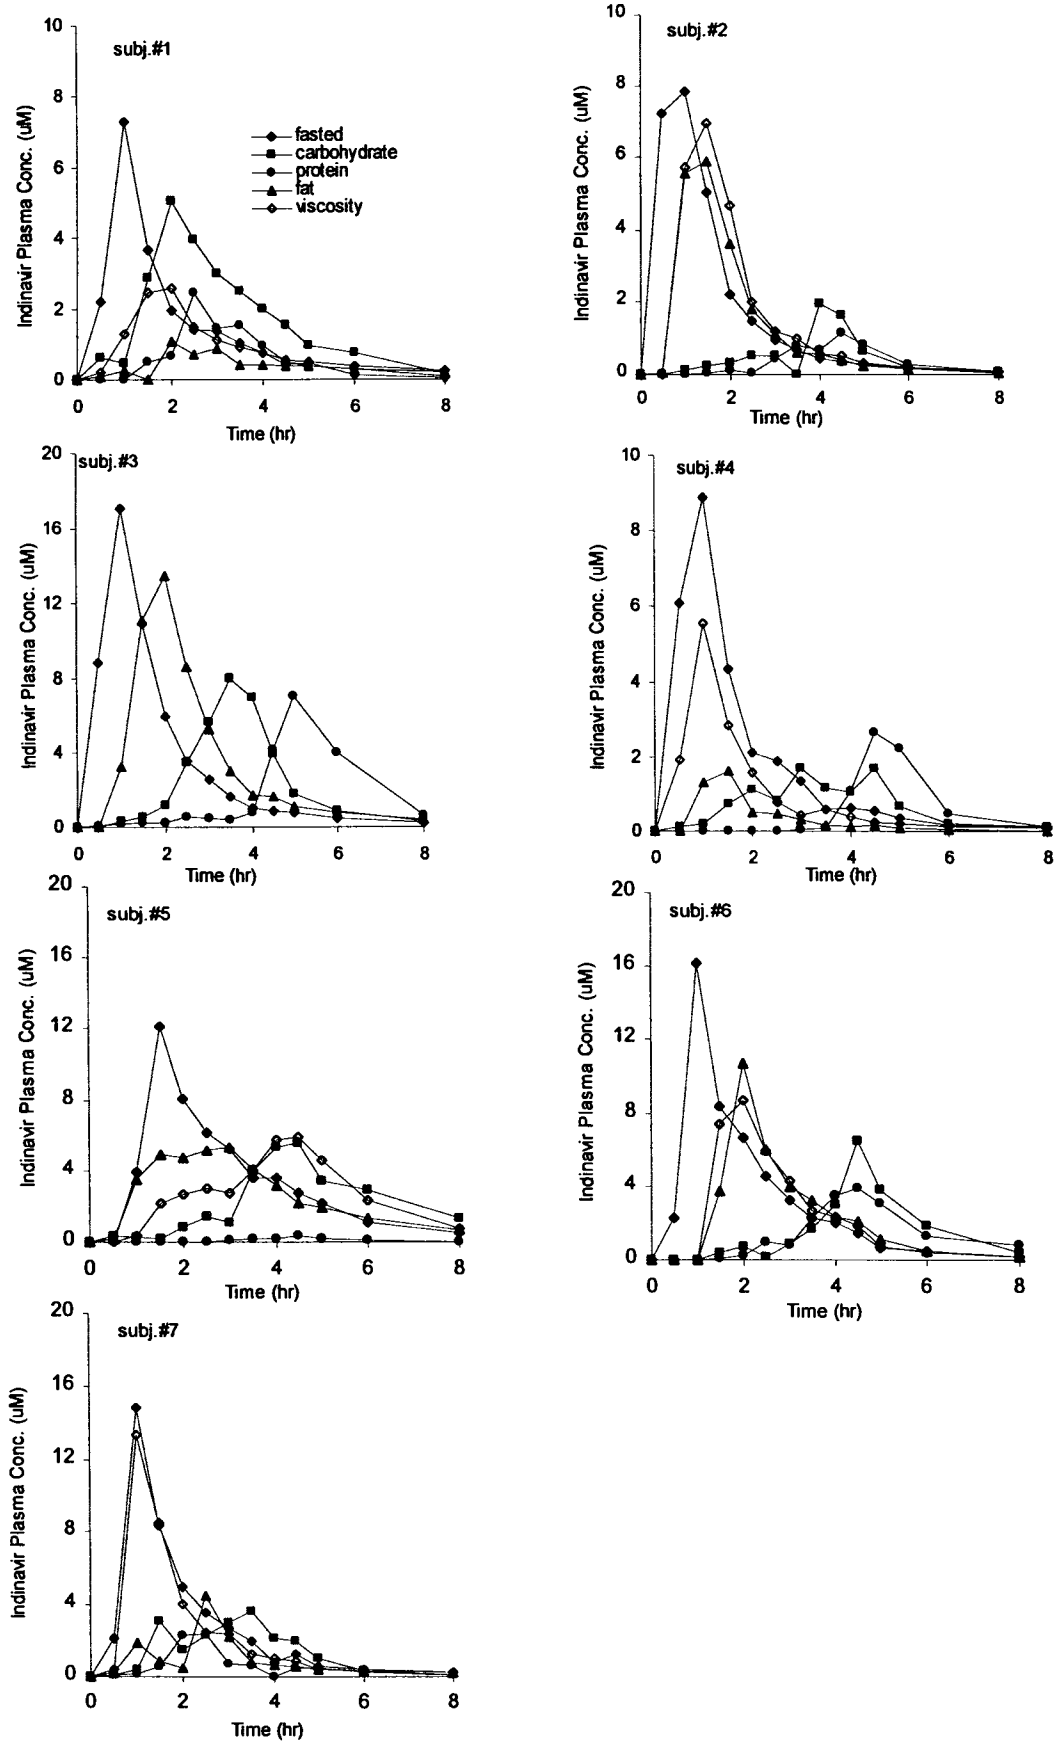 subj.#1
10
8
6
4
2
0
Indinavir Plasma Conc. (uM)
fasted
carbohydrate
protein
fat
viscosity
0 2 4 6 8
Time (hr)
subj.#2
10
8
6
4
2
0
Indinavir Plasma Conc. (uM)
0 2 4 6 8
Time (hr)
subj.#3
20
16
12
8
4
0
Indinavir Plasma Conc. (uM)
0 2 4 6 8
Time (hr)
subj.#4
10
8
6
4
2
0
Indinavir Plasma Conc. (uM)
0 2 4 6 8
Time (hr)
subj.#5
20
16
12
8
4
0
Indinavir Plasma Conc. (uM)
0 2 4 6 8
Time (hr)
subj.#6
20
16
12
8
4
0
Indinavir Plasma Conc. (uM)
0 2 4 6 8
Time (hr)
subj.#7
20
16
12
8
4
0
Indinavir Plasma Conc. (uM)
0 2 4 6 8
Time (hr)